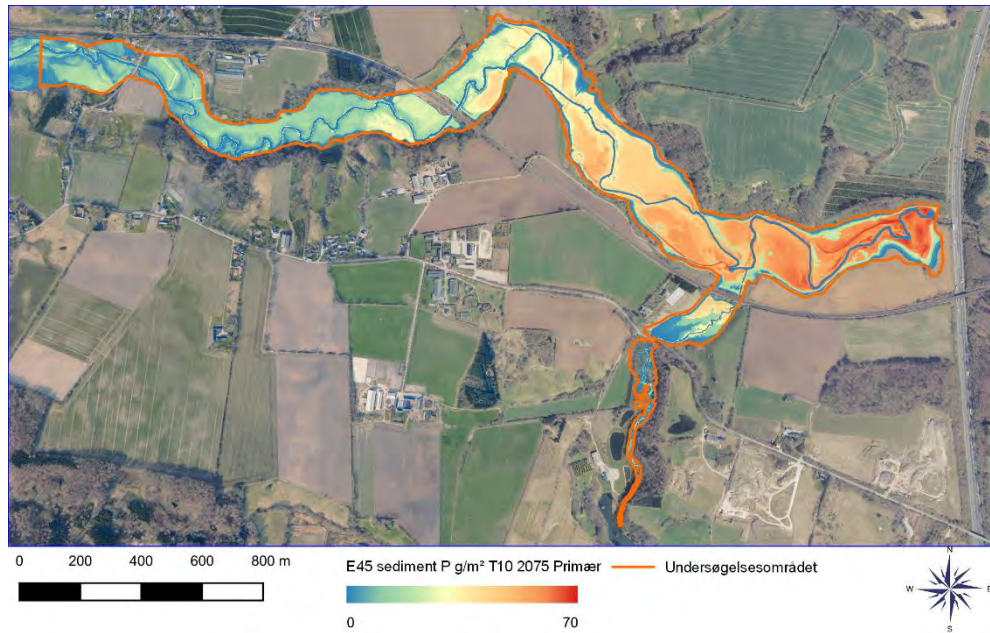 0 200 400 600 800 m
E45 sediment P g/m² T10 2075 Primær
Undersøgelsesområdet
0 70
N
W E
S